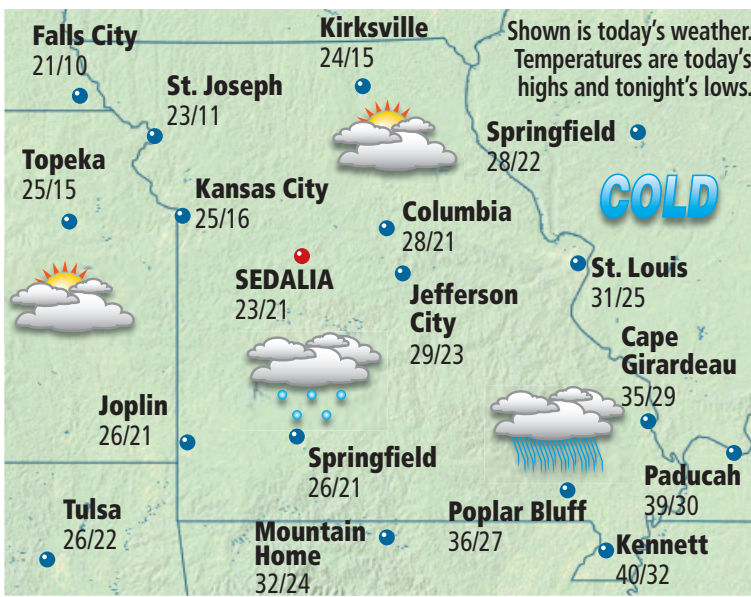 Shown is today's weather.
Temperatures are today's
highs and tonight's lows.
Falls City
21/10
Kirksville
24/15
St. Joseph
23/11
Springfield
28/22
Topeka
25/15
Kansas City
25/16
COLD
Columbia
28/21
SEDALIA
23/21
Jefferson
City
29/23
St. Louis
31/25
Cape
Girardeau
35/29
Joplin
26/21
Springfield
26/21
Paducah
39/30
Tulsa
26/22
Mountain
Home
32/24
Poplar Bluff
36/27
Kennett
40/32